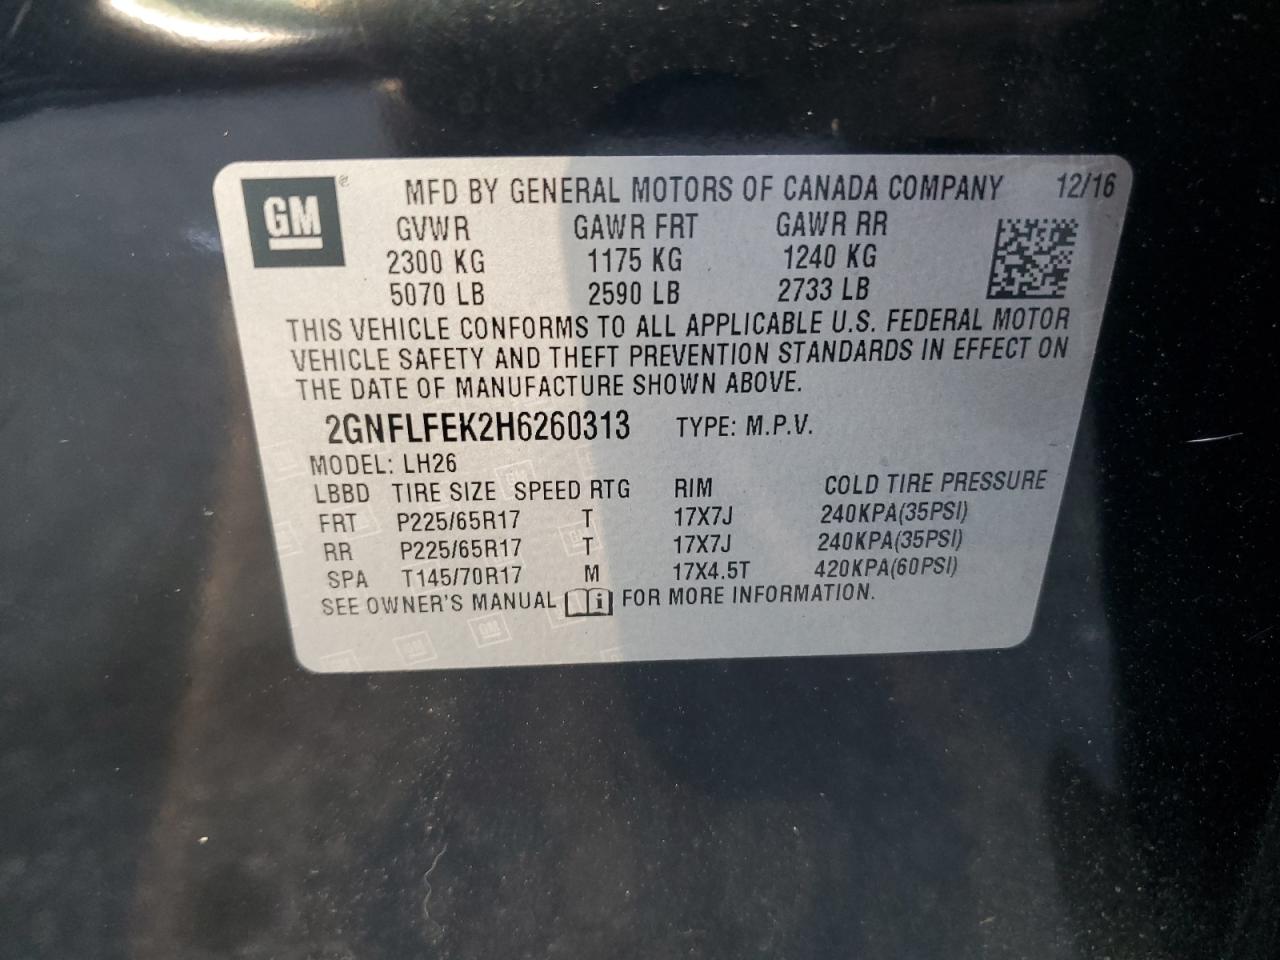 GM ® MFD BY GENERAL MOTORS OF CANADA COMPANY 12/16
GVWR GAWR FRT GAWR RR
2300 KG 1175 KG 1240 KG
5070 LB 2590 LB 2733 LB
THIS VEHICLE CONFORMS TO ALL APPLICABLE U.S. FEDERAL MOTOR
VEHICLE SAFETY AND THEFT PREVENTION STANDARDS IN EFFECT ON
THE DATE OF MANUFACTURE SHOWN ABOVE.
2GNFLFEK2H6260313 TYPE: M.P.V.
MODEL: LH26
LBBD TIRE SIZE SPEED RTG RIM COLD TIRE PRESSURE
FRT P225/65R17 T 17X7J 240KPA(35PSI)
RR P225/65R17 T 17X7J 240KPA(35PSI)
SPA T145/70R17 M 17X4.5T 420KPA(60PSI)
SEE OWNER'S MANUAL i FOR MORE INFORMATION.